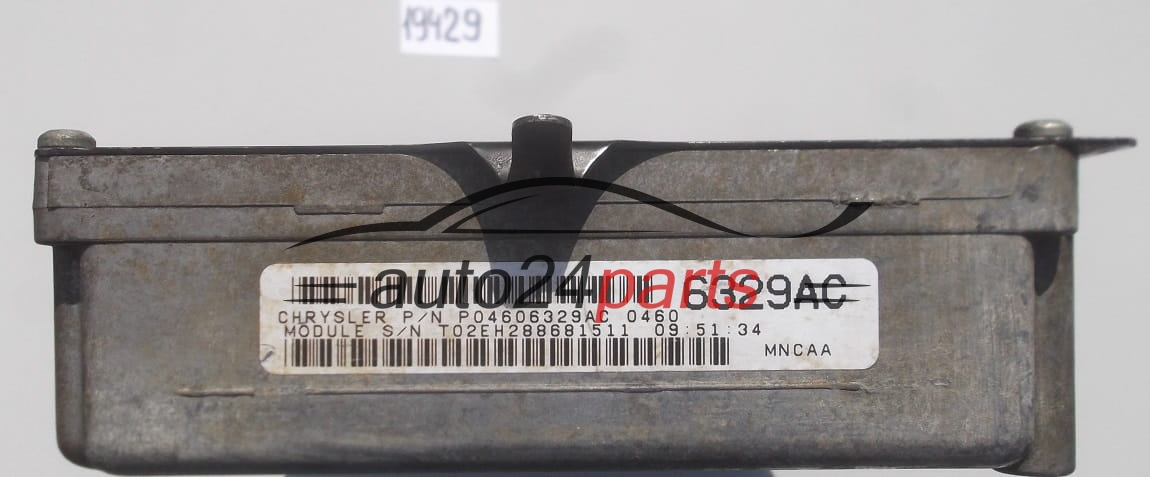 19429
auto24parts
6329AC
CHRYSLER P/N P04606329AC 0460
MODULE S/N T02EH288681511 09:51:34
MNCAA